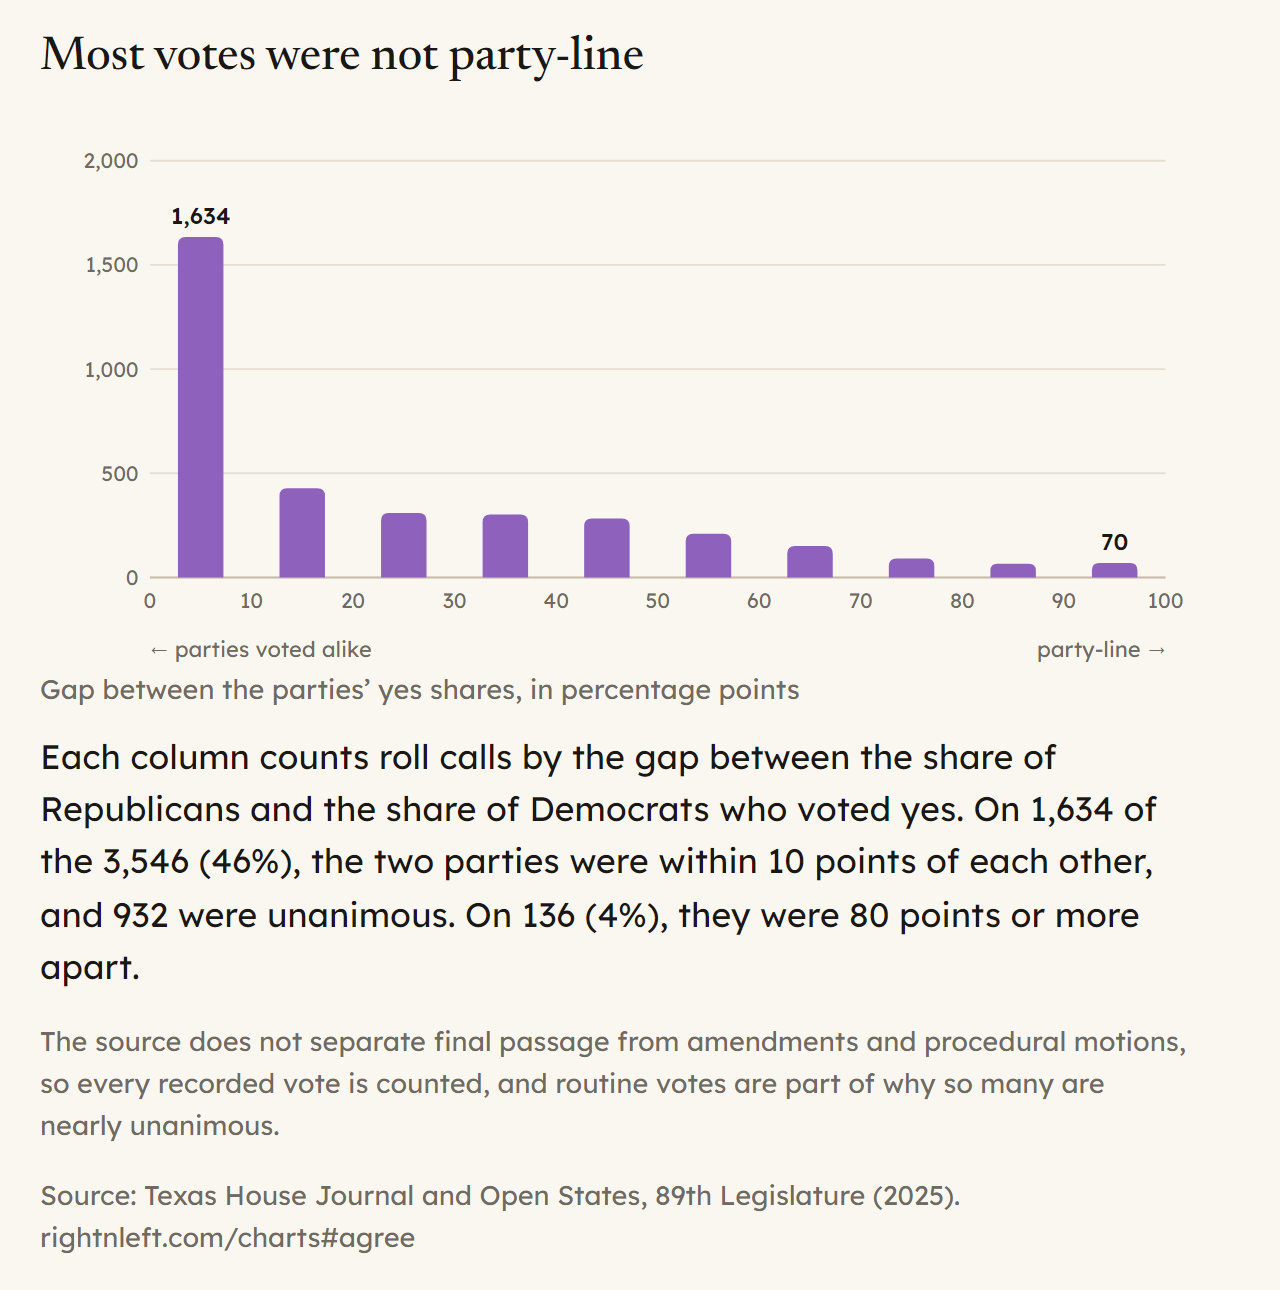 Most votes were not party-line
2,000
1,634
1,500
1,000
500
70
0
0 10 20 30 40 50 60 70 80 90 100
← parties voted alike party-line →
Gap between the parties’ yes shares, in percentage points
Each column counts roll calls by the gap between the share of
Republicans and the share of Democrats who voted yes. On 1,634 of
the 3,546 (46%), the two parties were within 10 points of each other,
and 932 were unanimous. On 136 (4%), they were 80 points or more
apart.
The source does not separate final passage from amendments and procedural motions,
so every recorded vote is counted, and routine votes are part of why so many are
nearly unanimous.
Source: Texas House Journal and Open States, 89th Legislature (2025).
rightnleft.com/charts#agree